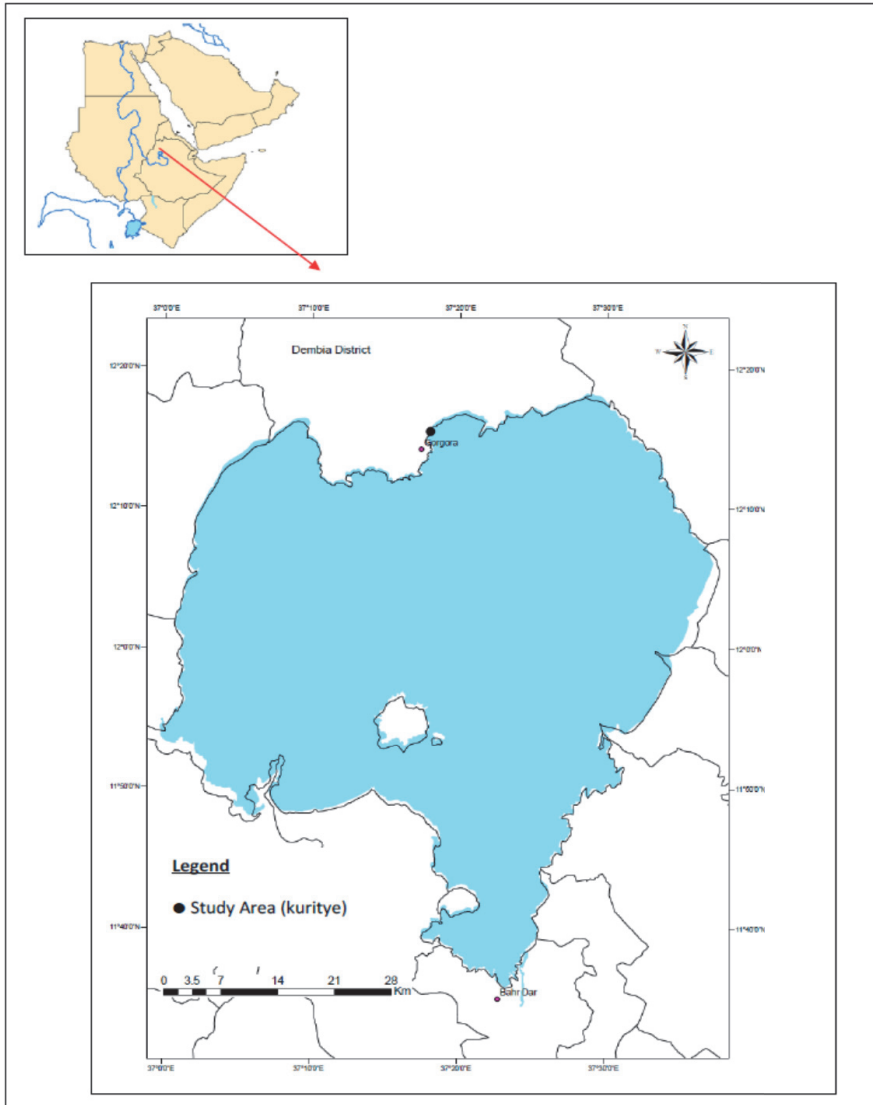 37°0'0"E 37°10'0"E 37°20'0"E 37°30'0"E
N
W E
S
Dembia District
12°20'0"N 12°20'0"N
Gorgora
12°10'0"N 12°10'0"N
12°0'0"N 12°0'0"N
11°50'0"N 11°50'0"N
Legend
Study Area (kuritye)
11°40'0"N 11°40'0"N
0 3.5 7 14 21 28
Km
Bahr Dar
37°0'0"E 37°10'0"E 37°20'0"E 37°30'0"E